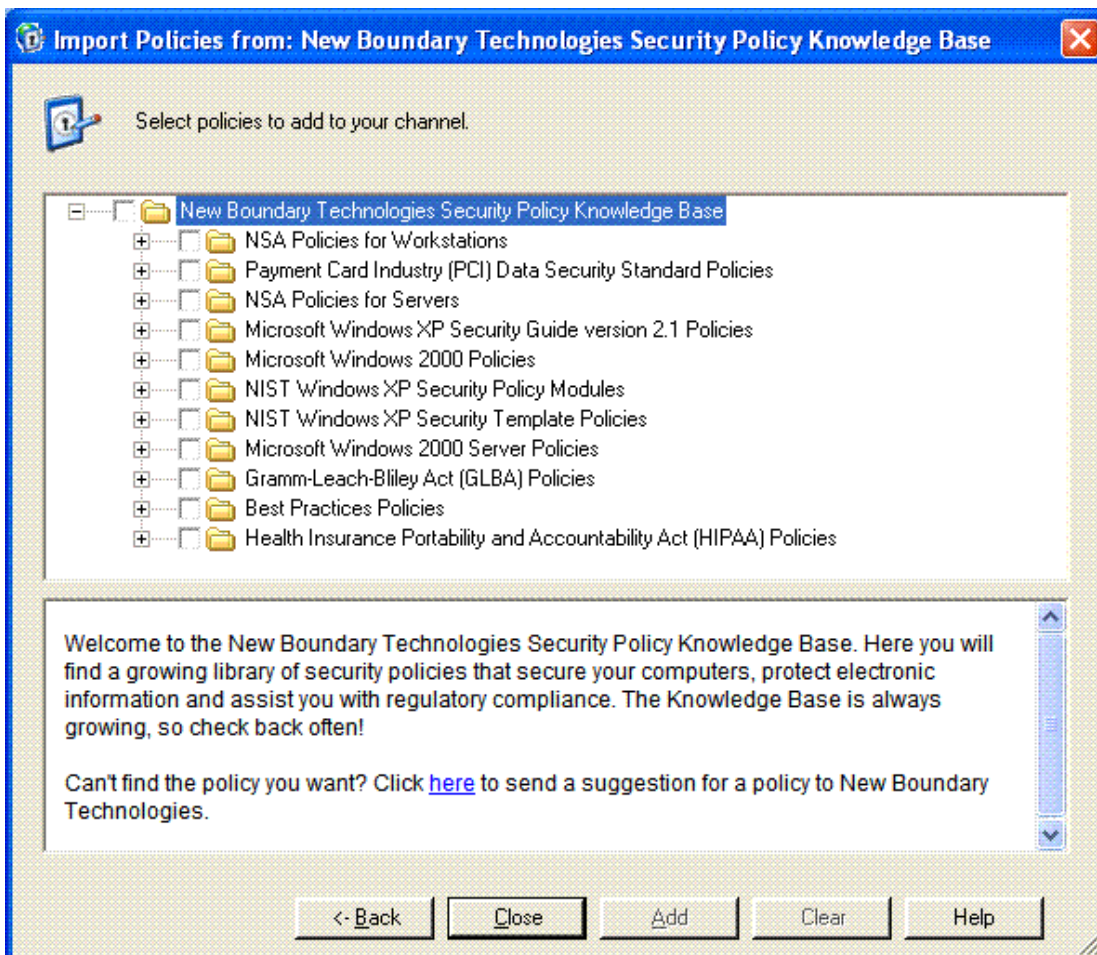 Import Policies from: New Boundary Technologies Security Policy Knowledge Base
Select policies to add to your channel.
New Boundary Technologies Security Policy Knowledge Base
NSA Policies for Workstations
Payment Card Industry (PCI) Data Security Standard Policies
NSA Policies for Servers
Microsoft Windows XP Security Guide version 2.1 Policies
Microsoft Windows 2000 Policies
NIST Windows XP Security Policy Modules
NIST Windows XP Security Template Policies
Microsoft Windows 2000 Server Policies
Gramm-Leach-Bliley Act (GLBA) Policies
Best Practices Policies
Health Insurance Portability and Accountability Act (HIPAA) Policies
Welcome to the New Boundary Technologies Security Policy Knowledge Base. Here you will
find a growing library of security policies that secure your computers, protect electronic
information and assist you with regulatory compliance. The Knowledge Base is always
growing, so check back often!
Can't find the policy you want? Click here to send a suggestion for a policy to New Boundary
Technologies.
<- Back Close Add Clear Help